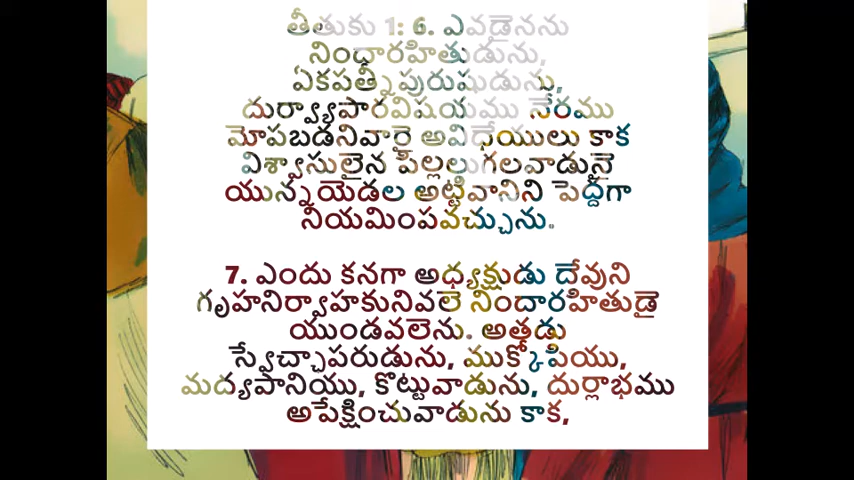 తీతుకు 1: 6. ఎవడైనను
నిందారహితుడును,
ఏకపత్నీపురుషుడును,
దుర్వ్యాపారవిషయము నేరము
మోపబడనివారై అవిధేయులు కాక
విశ్వాసులైన పిల్లలుగలవాడునై
యున్నయెడల అట్టివానిని పెద్దగా
నియమింపవచ్చును.
7. ఎందు కనగా అధ్యక్షుడు దేవుని
గృహనిర్వాహకునివలె నిందారహితుడై
యుండవలెను. అతడు
స్వేచ్ఛాపరుడును, ముక్కోపియు,
మద్యపానియు, కొట్టువాడును, దుర్లాభము
అపేక్షించువాడును కాక,